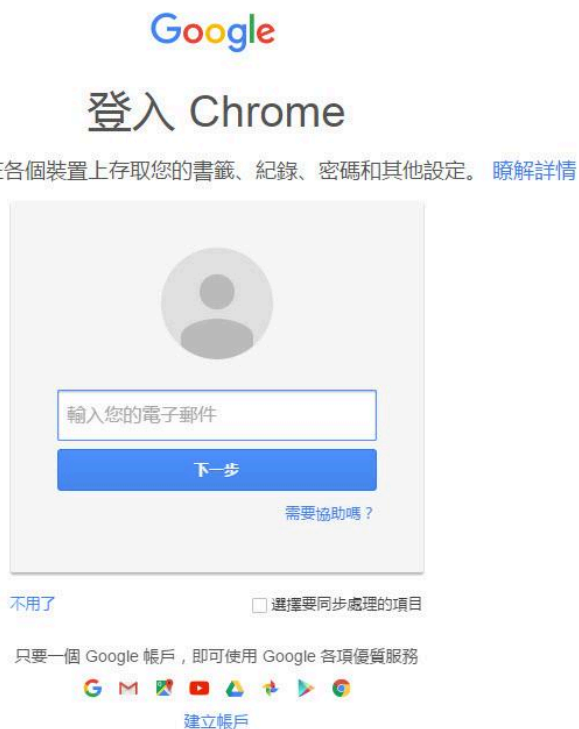 Google
登入 Chrome
各個裝置上存取您的書籤、紀錄、密碼和其他設定。 瞭解詳情
輸入您的電子郵件
下一步
需要協助嗎？
不用了 選擇要同步處理的項目
只要一個 Google 帳戶，即可使用 Google 各項優質服務
建立帳戶